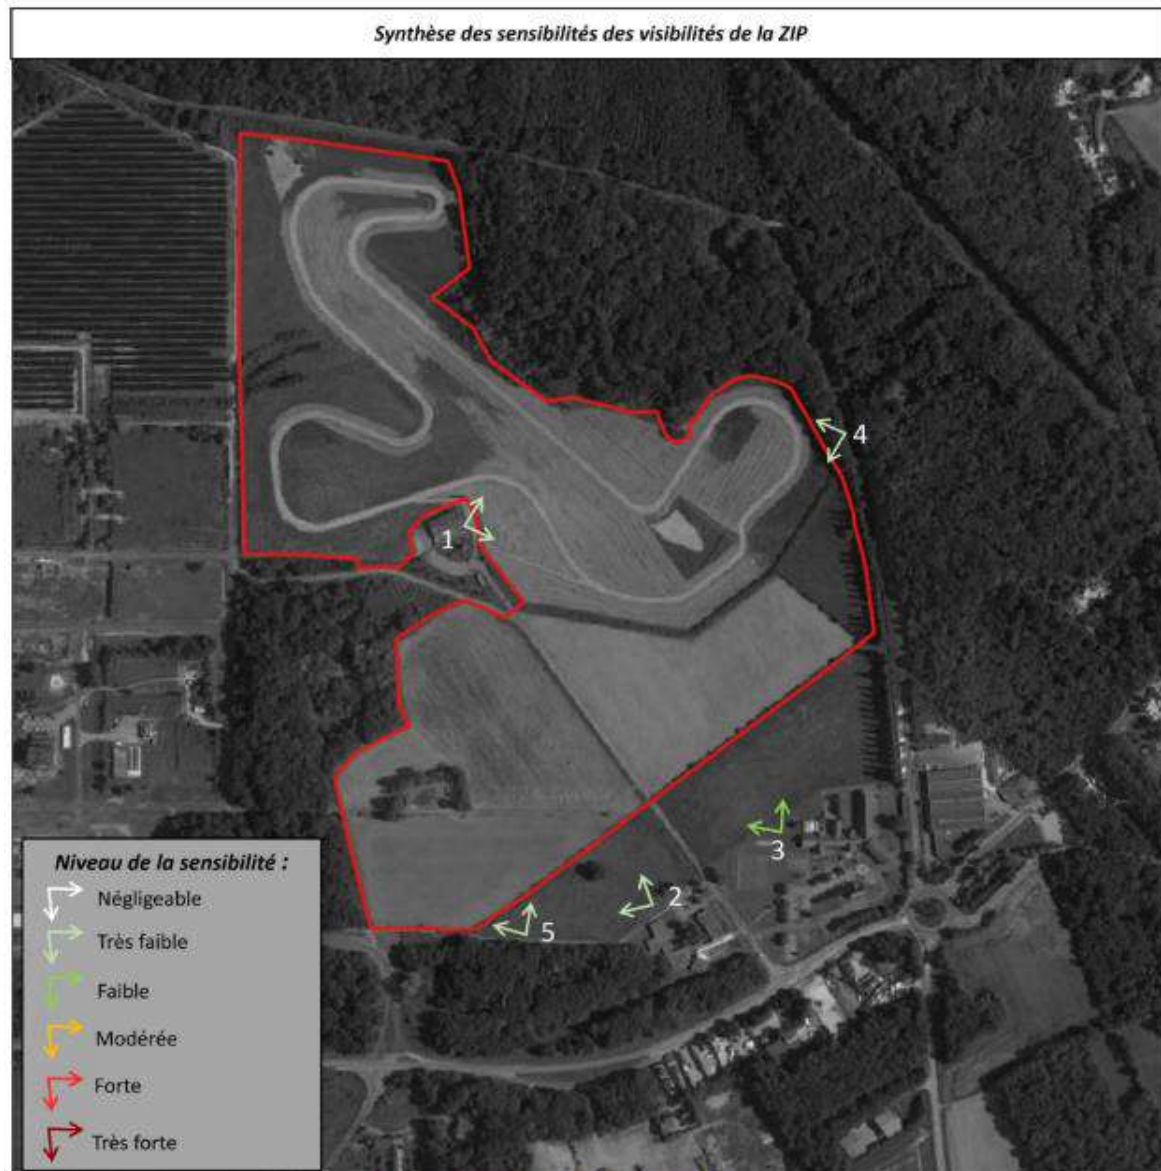 Synthèse des sensibilités des visibilités de la ZIP
4
1
3
2
5
Niveau de la sensibilité :
Négligeable
Très faible
Faible
Modérée
Forte
Très forte